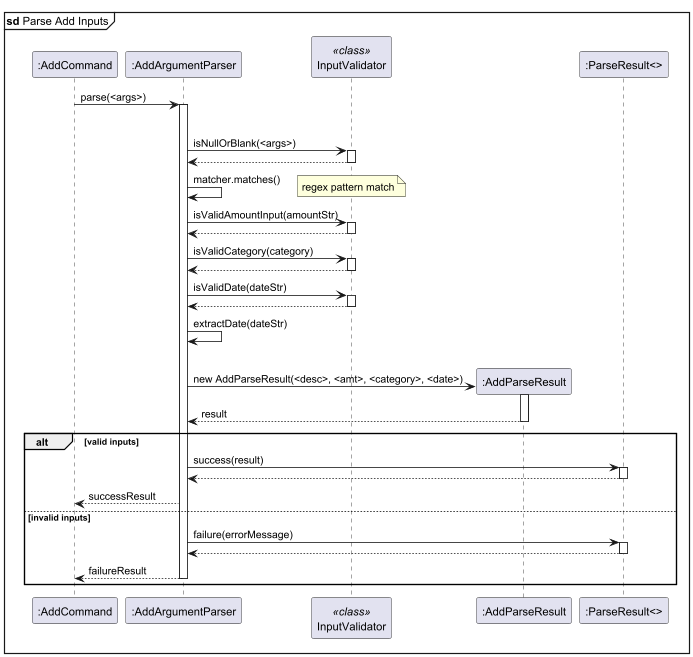 sd Parse Add Inputs
:AddCommand
:AddArgumentParser
«class»
InputValidator
:ParseResult<>
parse(<args>)
isNullOrBlank(<args>)
matcher.matches()
regex pattern match
isValidAmountInput(amountStr)
isValidCategory(category)
isValidDate(dateStr)
extractDate(dateStr)
new AddParseResult(<desc>, <amt>, <category>, <date>)
:AddParseResult
result
alt
[valid inputs]
success(result)
successResult
[invalid inputs]
failure(errorMessage)
failureResult
:AddCommand
:AddArgumentParser
«class»
InputValidator
:AddParseResult
:ParseResult<>